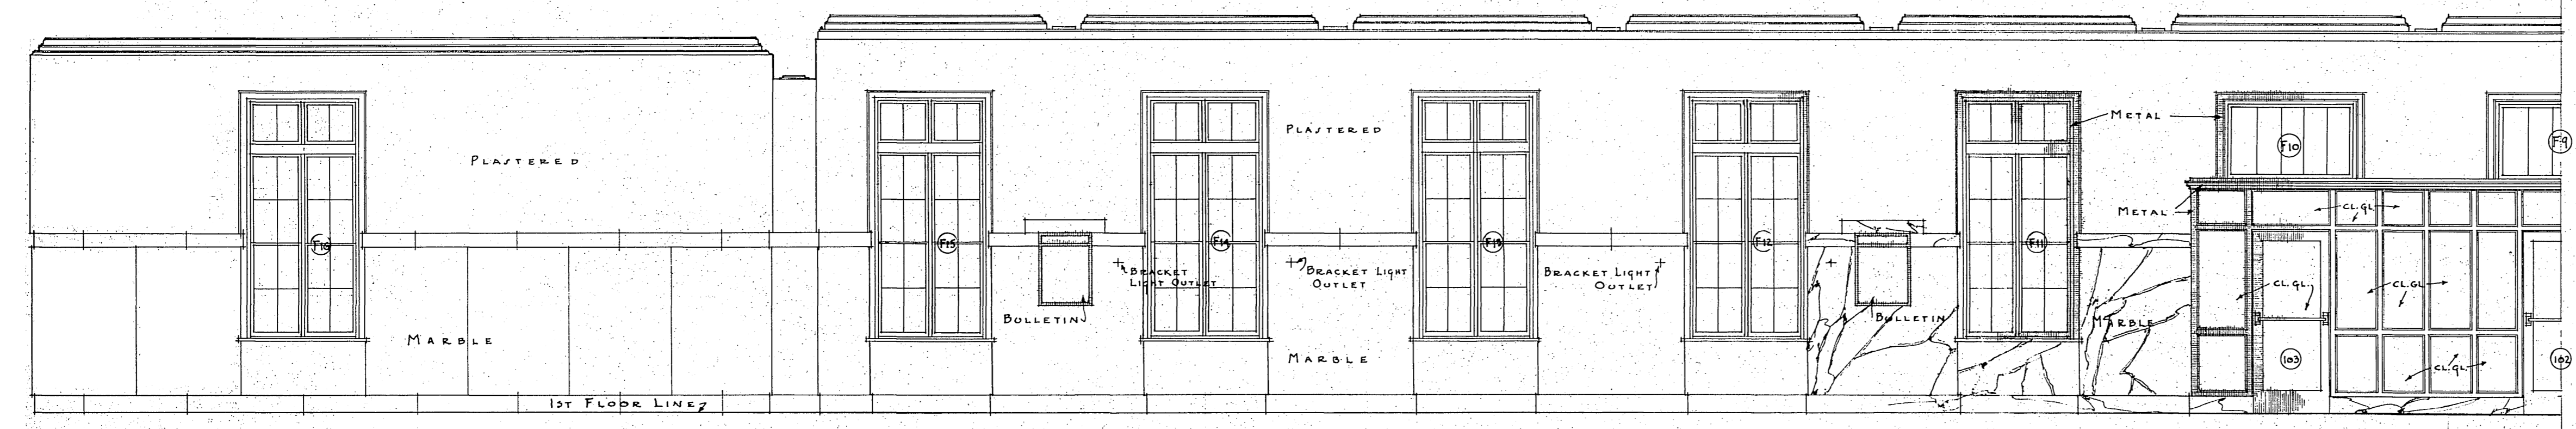 PLASTERED
PLASTERED
METAL
F10
F9
METAL
CL.GL.
F16
F15
F14
F13
F12
F11
BRACKET
LIGHT OUTLET
BRACKET LIGHT
OUTLET
BRACKET LIGHT
OUTLET
CL.GL.
CL.GL.
BULLETIN
BULLETIN
MARBLE
MARBLE
MARBLE
103
102
CL.GL.
1ST FLOOR LINE